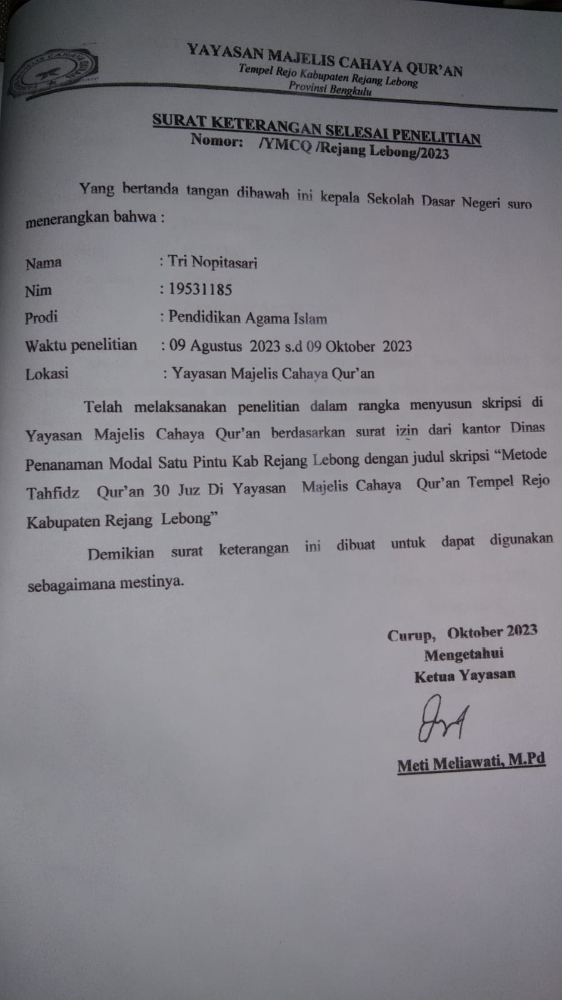 MAJELIS CAHAYA QUR'AN
YAYASAN MAJELIS CAHAYA QUR'AN
Tempel Rejo Kabupaten Rejang Lebong
Provinsi Bengkulu
SURAT KETERANGAN SELESAI PENELITIAN
Nomor: /YMCQ /Rejang Lebong/2023
Yang bertanda tangan dibawah ini kepala Sekolah Dasar Negeri suro
menerangkan bahwa :
Nama : Tri Nopitasari
Nim : 19531185
Prodi : Pendidikan Agama Islam
Waktu penelitian : 09 Agustus 2023 s.d 09 Oktober 2023
Lokasi : Yayasan Majelis Cahaya Qur'an
Telah melaksanakan penelitian dalam rangka menyusun skripsi di
Yayasan Majelis Cahaya Qur'an berdasarkan surat izin dari kantor Dinas
Penanaman Modal Satu Pintu Kab Rejang Lebong dengan judul skripsi “Metode
Tahfidz Qur'an 30 Juz Di Yayasan Majelis Cahaya Qur'an Tempel Rejo
Kabupaten Rejang Lebong”
Demikian surat keterangan ini dibuat untuk dapat digunakan
sebagaimana mestinya.
Curup, Oktober 2023
Mengetahui
Ketua Yayasan
Meti Meliawati, M.Pd